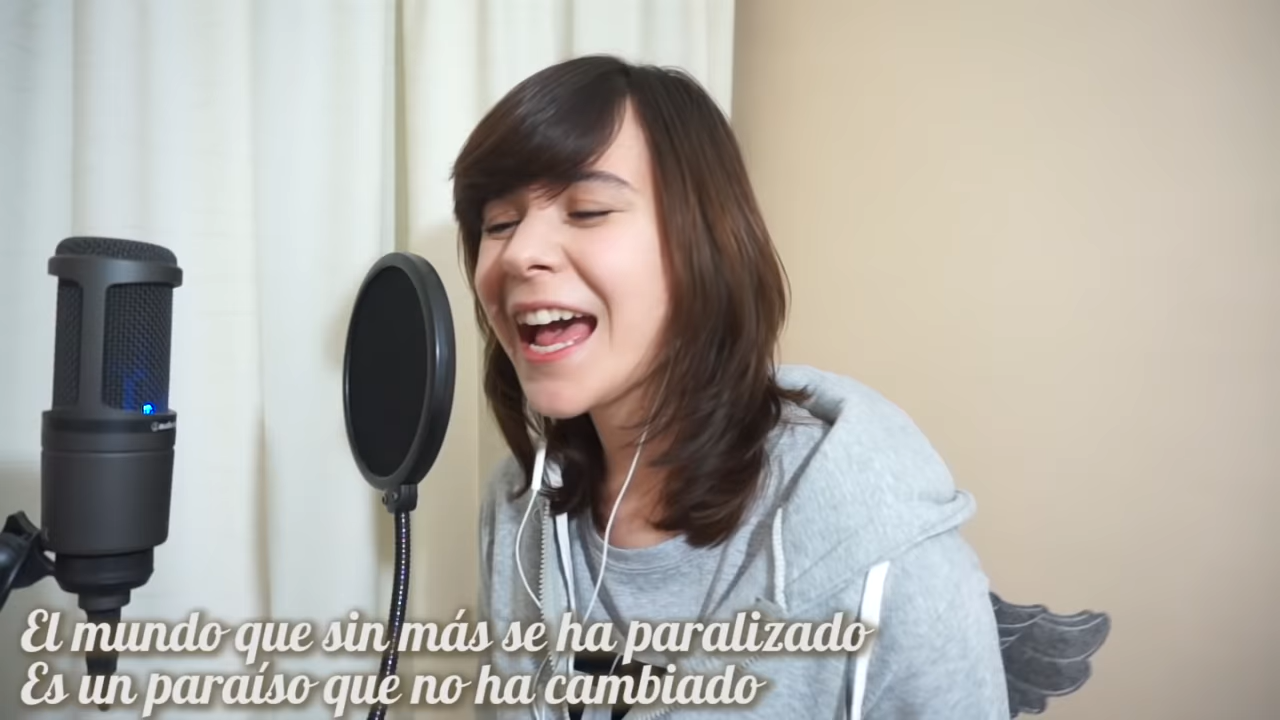 El mundo que sin más se ha paralizado
Es un paraíso que no ha cambiado